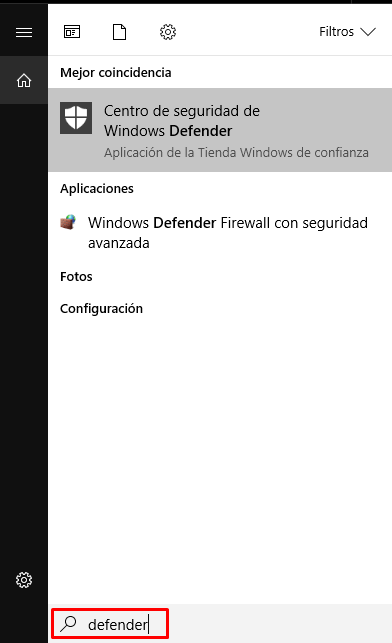 Filtros
Mejor coincidencia
Centro de seguridad de
Windows Defender
Aplicación de la Tienda Windows de confianza
Aplicaciones
Windows Defender Firewall con seguridad
avanzada
Fotos
Configuración
defender